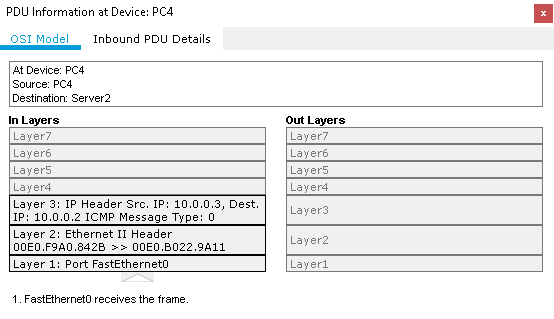 PDU Information at Device: PC4
x
OSI Model Inbound PDU Details
At Device: PC4
Source: PC4
Destination: Server2
In Layers Out Layers
Layer7 Layer7
Layer6 Layer6
Layer5 Layer5
Layer4 Layer4
Layer 3: IP Header Src. IP: 10.0.0.3, Dest.
IP: 10.0.0.2 ICMP Message Type: 0
Layer3
Layer 2: Ethernet II Header
00E0.F9A0.842B >> 00E0.B022.9A11
Layer2
Layer 1: Port FastEthernet0 Layer1
1. FastEthernet0 receives the frame.